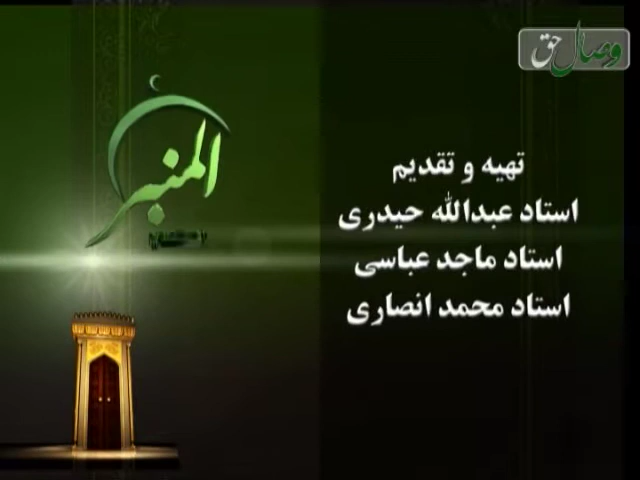 وصال حق
المنبر
تهیه و تقدیم
استاد عبدالله حیدری
استاد ماجد عباسی
استاد محمد انصاری